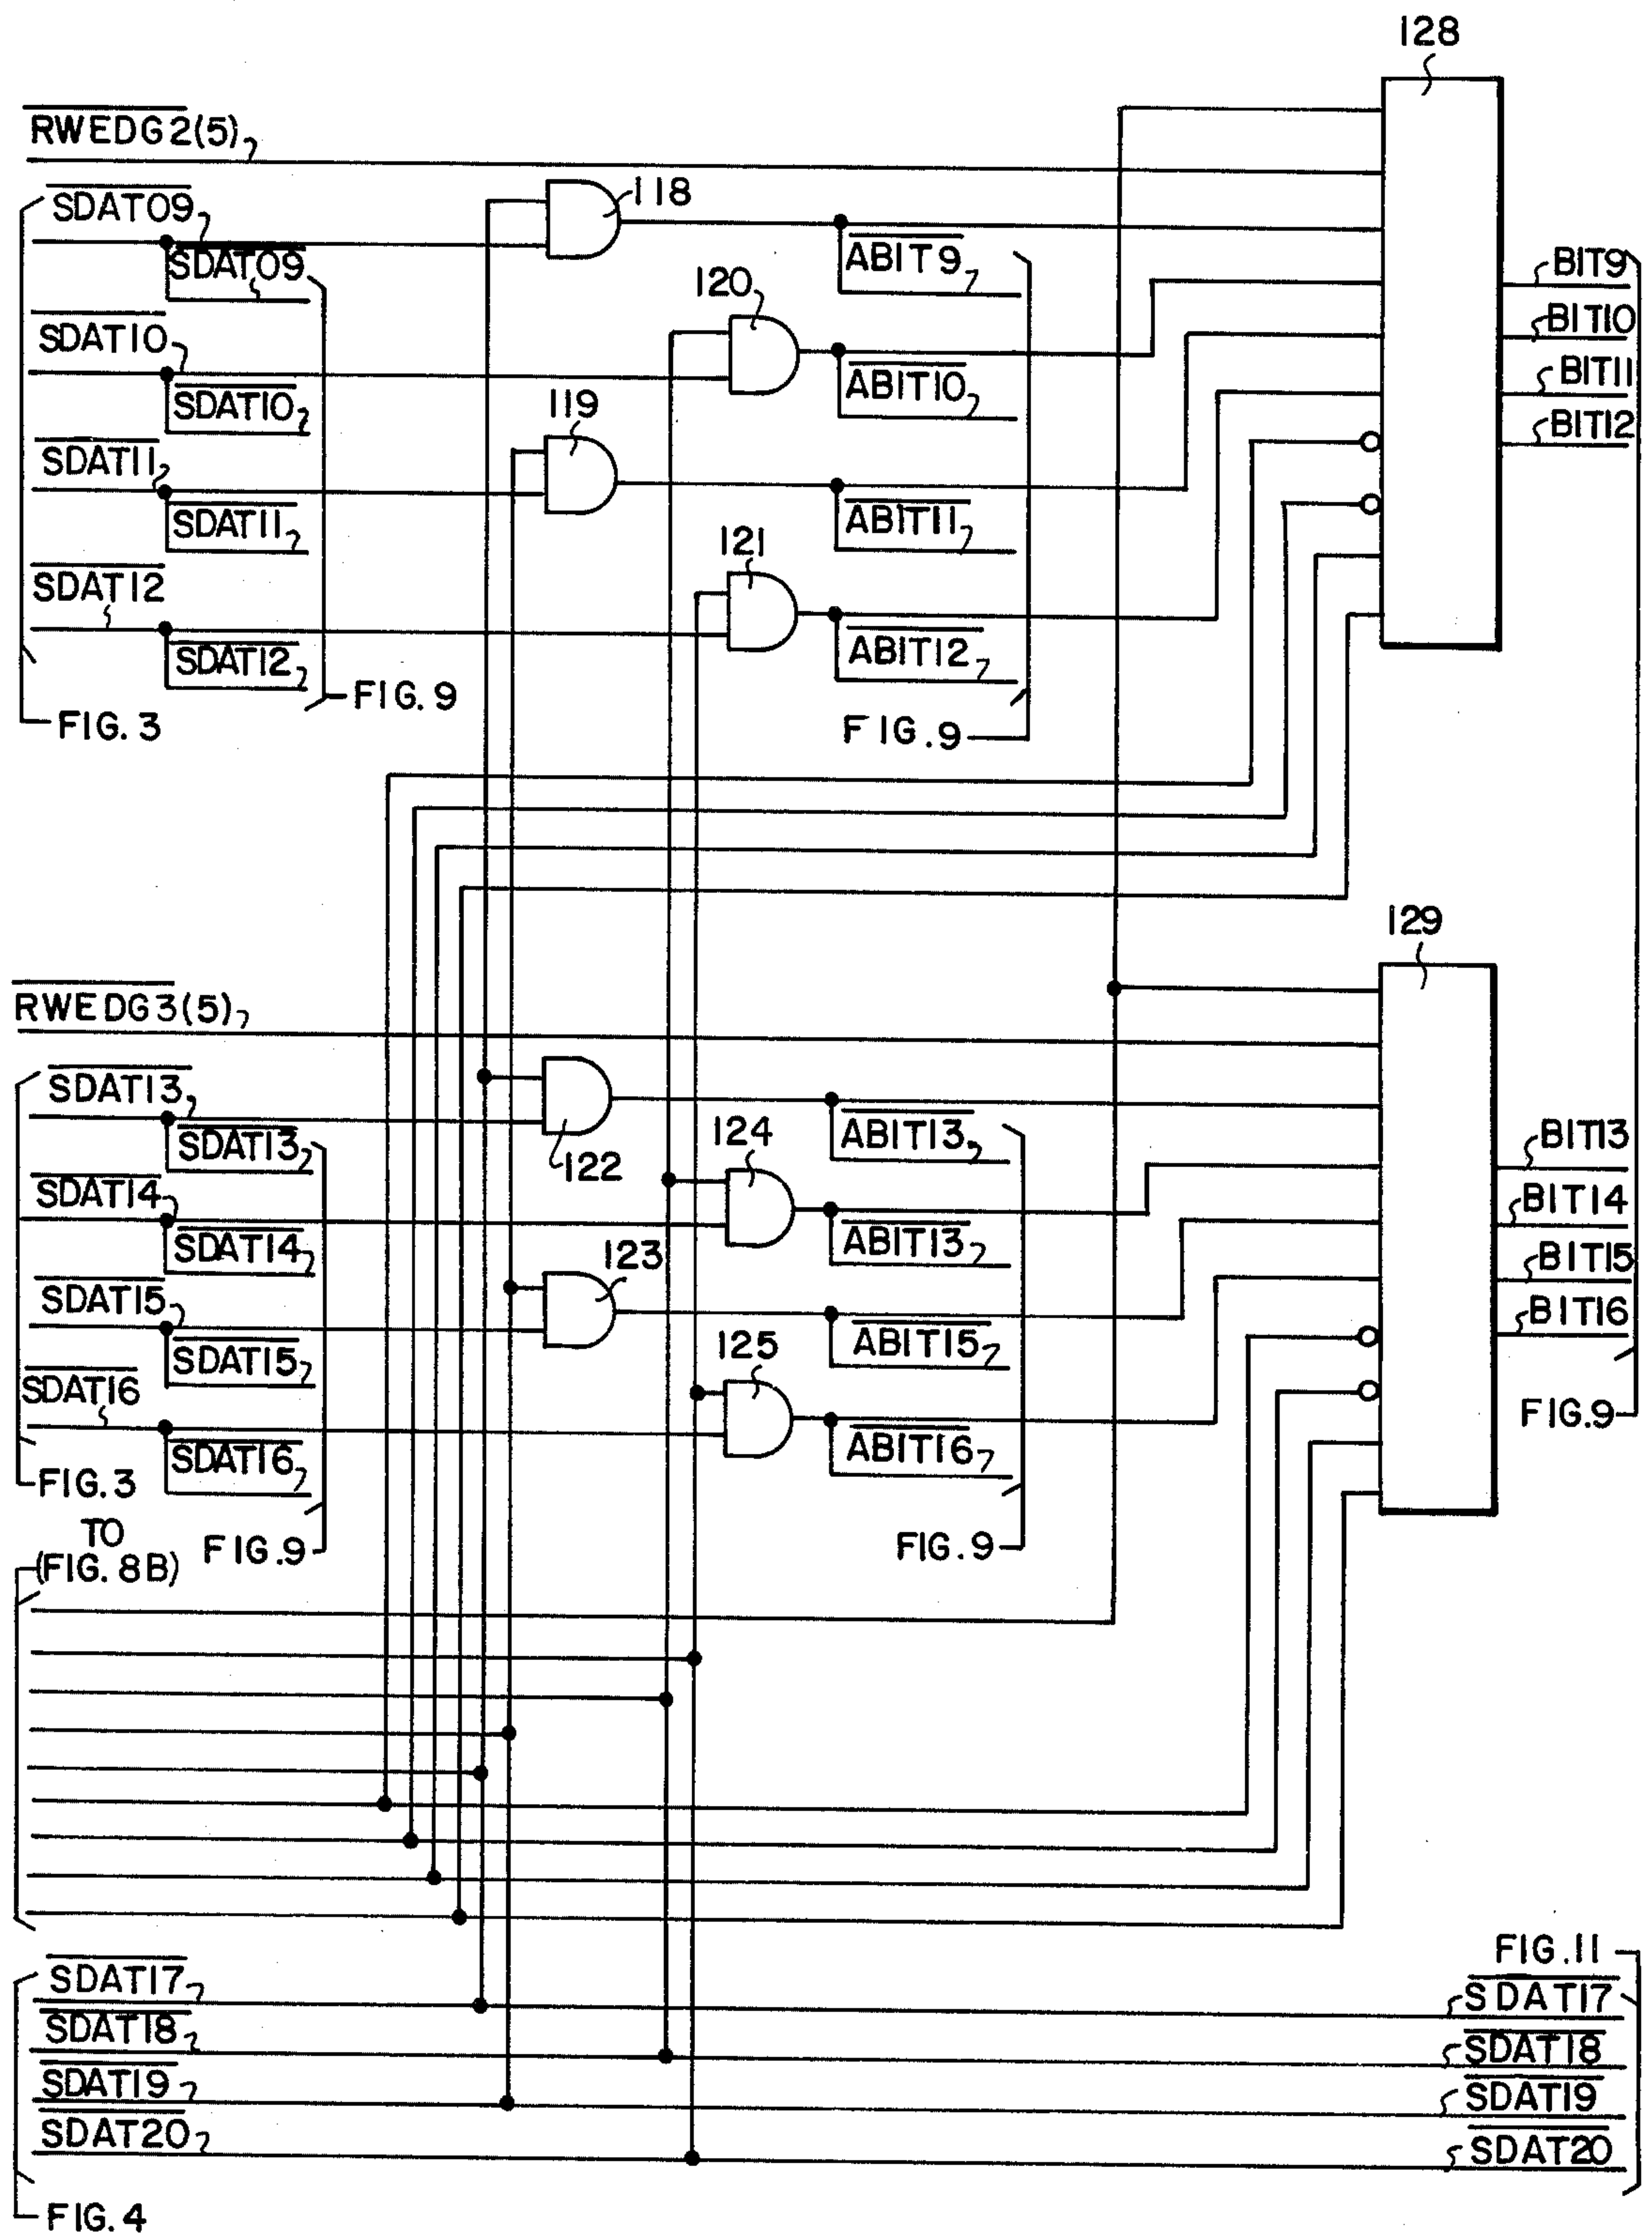 128
RWEDG2(5)
SDAT09
118
SDAT09
ABIT9
BIT9
120
SDAT10
BIT10
ABIT10
BIT11
SDAT10
119
BIT12
SDAT11
SDAT11
ABIT11
121
SDAT12
SDAT12
ABIT12
FIG. 9
FIG. 3
FIG. 9
129
RWEDG3(5)
SDAT13
ABIT13
SDAT13
124
BIT13
122
SDAT14
BIT14
SDAT14
ABIT13
123
BIT15
SDAT15
BIT16
ABIT15
125
SDAT15
SDAT16
FIG.9
ABIT16
SDAT16
FIG.3
TO
FIG.9
FIG.9
(FIG. 8B)
FIG.11
SDAT17
SDAT17
SDAT18
SDAT18
SDAT19
SDAT19
SDAT20
SDAT20
FIG. 4